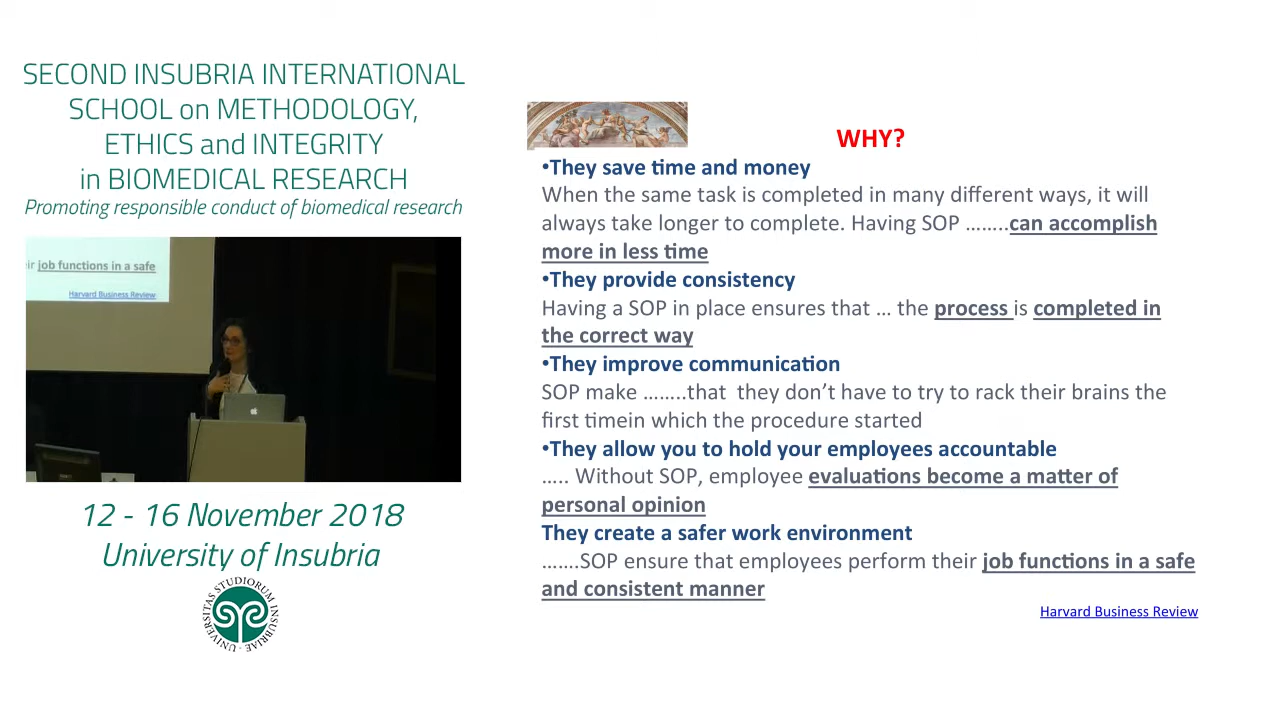 SECOND INSUBRIA INTERNATIONAL
SCHOOL on METHODOLOGY,
ETHICS and INTEGRITY
in BIOMEDICAL RESEARCH
Promoting responsible conduct of biomedical research
ir job functions in a safe
Harvard Business Review
12 - 16 November 2018
University of Insubria
UNIVERSITAS STUDIORUM INSUBRIAE
WHY?
•They save time and money
When the same task is completed in many different ways, it will
always take longer to complete. Having SOP ……..can accomplish
more in less time
•They provide consistency
Having a SOP in place ensures that … the process is completed in
the correct way
•They improve communication
SOP make ……..that they don’t have to try to rack their brains the
first timein which the procedure started
•They allow you to hold your employees accountable
….. Without SOP, employee evaluations become a matter of
personal opinion
They create a safer work environment
…….SOP ensure that employees perform their job functions in a safe
and consistent manner
Harvard Business Review